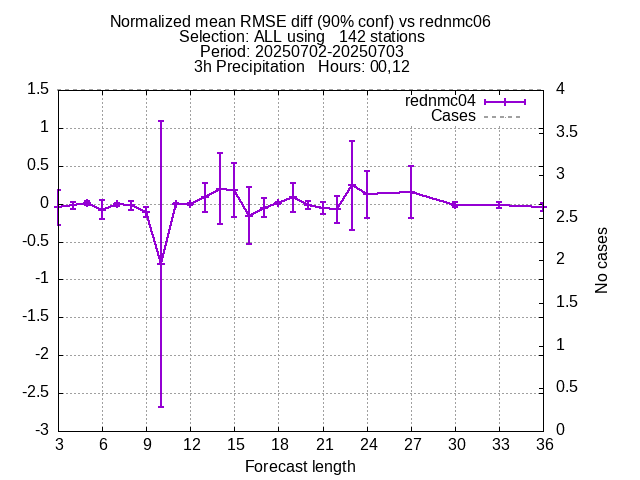 Normalized mean RMSE diff (90% conf) vs rednmc06
Selection: ALL using   142 stations
Period: 20250702-20250703
3h Precipitation   Hours: 00,12
rednmc04
Cases
1.5
1
0.5
0
-0.5
-1
-1.5
-2
-2.5
-3
4
3.5
3
2.5
2
1.5
1
0.5
0
No cases
3 6 9 12 15 18 21 24 27 30 33 36
Forecast length